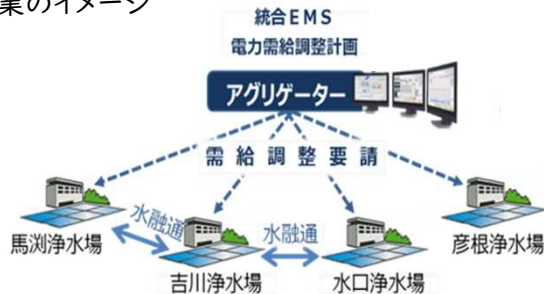 業のイメージ
統合EMS
電力需給調整計画
アグリゲーター
需給調整要請
馬渕浄水場
水融通
吉川浄水場
水融通
水口浄水場
彦根浄水場